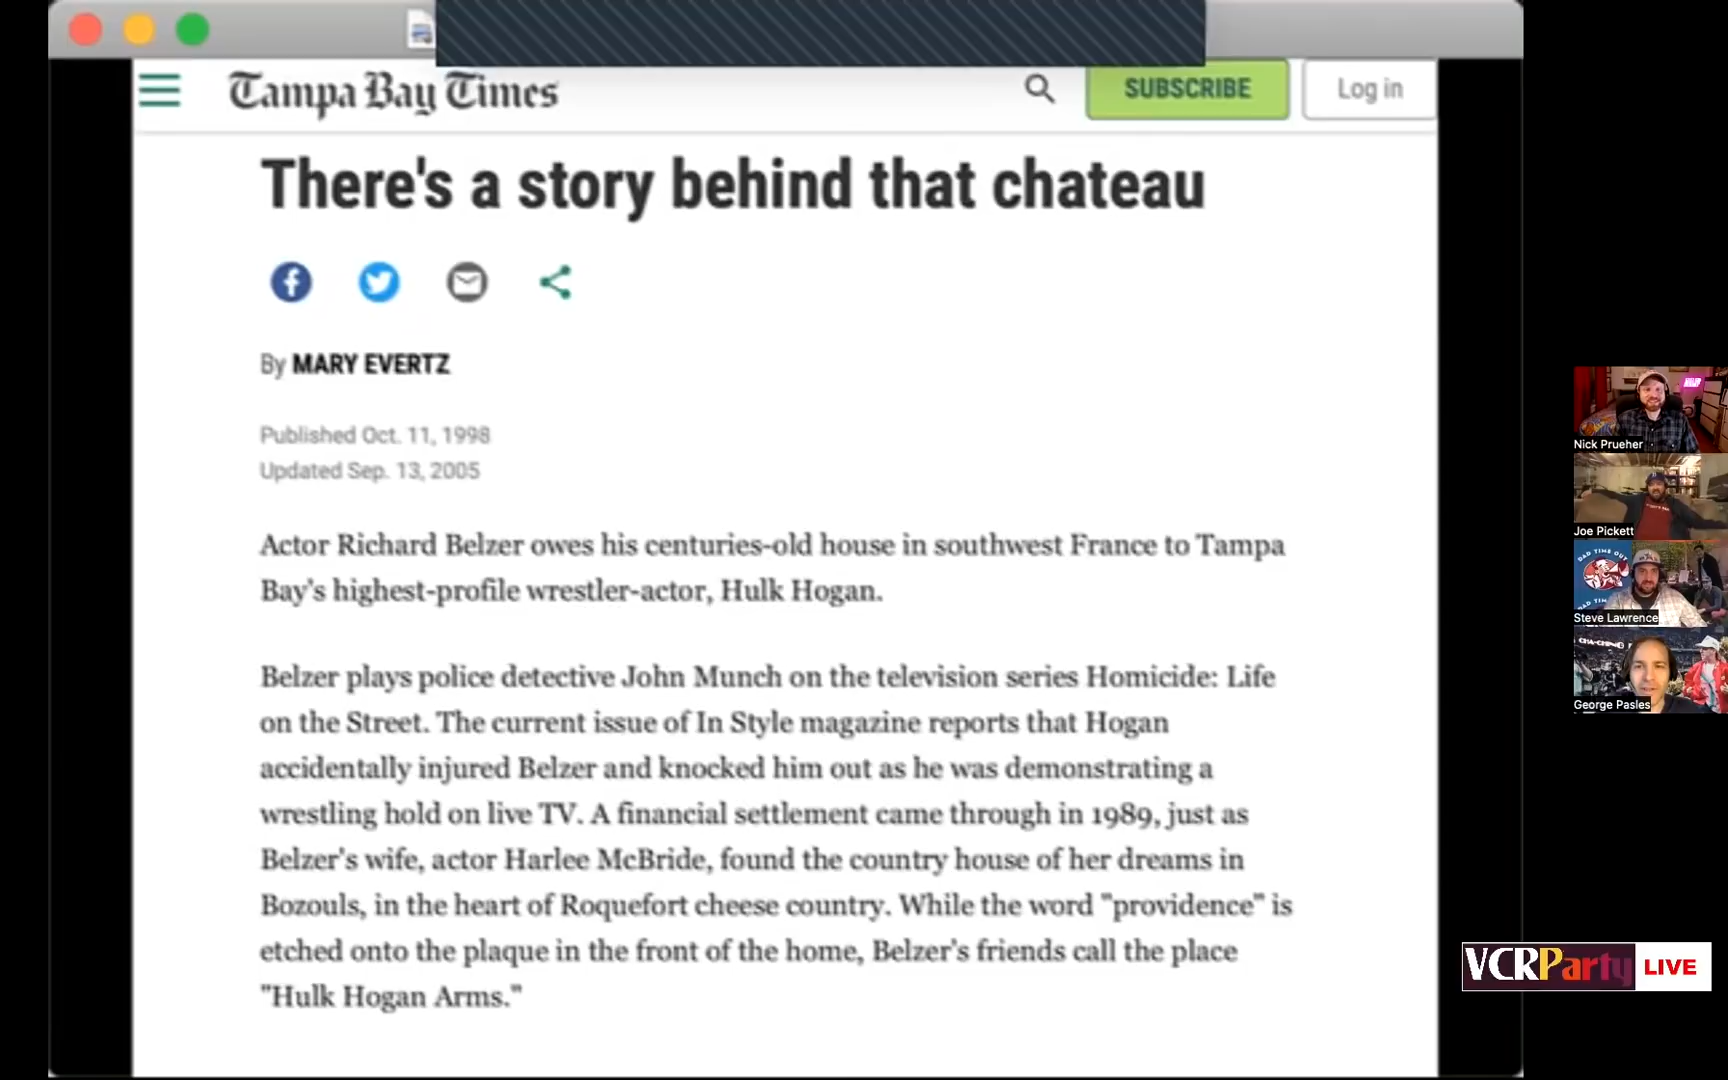 Tampa Bay Times
SUBSCRIBE
Log in
There's a story behind that chateau
By MARY EVERTZ
Published Oct. 11, 1998
Updated Sep. 13, 2005
Actor Richard Belzer owes his centuries-old house in southwest France to Tampa
Bay's highest-profile wrestler-actor, Hulk Hogan.
Belzer plays police detective John Munch on the television series Homicide: Life
on the Street. The current issue of In Style magazine reports that Hogan
accidentally injured Belzer and knocked him out as he was demonstrating a
wrestling hold on live TV. A financial settlement came through in 1989, just as
Belzer's wife, actor Harlee McBride, found the country house of her dreams in
Bozouls, in the heart of Roquefort cheese country. While the word "providence" is
etched onto the plaque in the front of the home, Belzer's friends call the place
"Hulk Hogan Arms."
Nick Prueher
Joe Pickett
DAD TIME OUT
Steve Lawrence
CHA-CHING
George Pasles
VCRParty LIVE